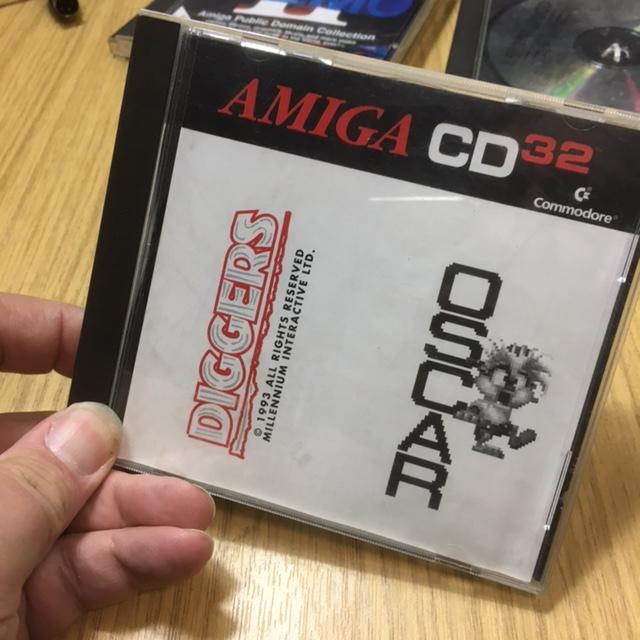 Amiga Public Domain Collection
AMIGA CD32
Commodore
DIGGERS
© 1993 ALL RIGHTS RESERVED
MILLENNIUM INTERACTIVE LTD.
OSCAR